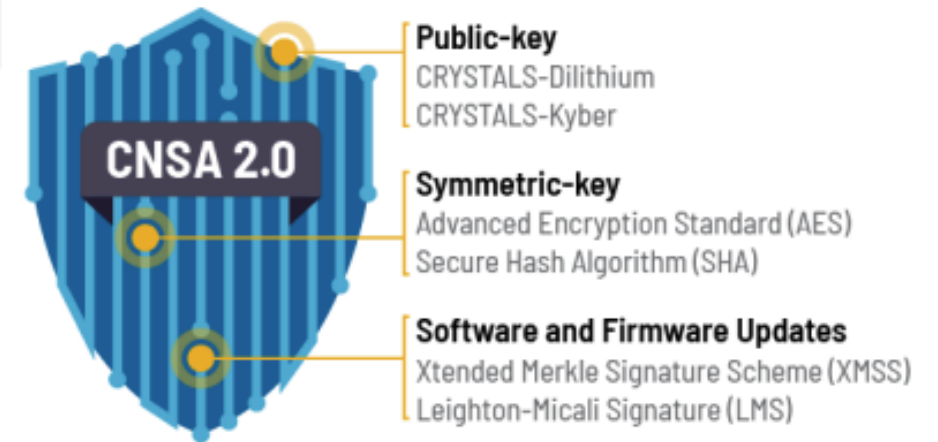 CNSA 2.0
Public-key
CRYSTALS-Dilithium
CRYSTALS-Kyber
Symmetric-key
Advanced Encryption Standard (AES)
Secure Hash Algorithm (SHA)
Software and Firmware Updates
Xtended Merkle Signature Scheme (XMSS)
Leighton-Micali Signature (LMS)